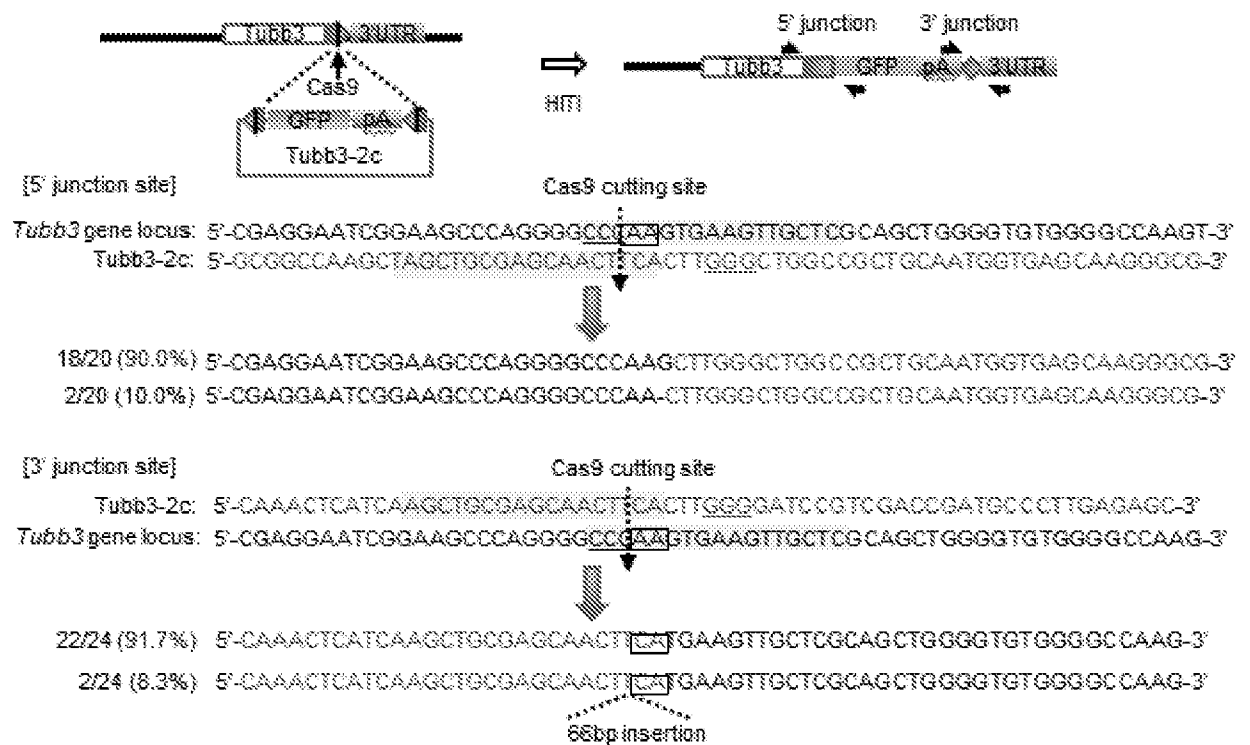 Tubb3 3'UTR
Cas9
GFP pA
Tubb3-2c
HITI
5' junction 3' junction
Tubb3 GFP pA 3'UTR
[5' junction site]
Cas9 cutting site
Tubb3 gene locus: 5'-CGAGGAATCGGAAGCCCAGGGGCCCAAGTGAAGTTGCTCGCAGCTGGGGTGTGGGGCCAAGT-3'
Tubb3-2c: 5'-GCGGCCAAGCTAGCTGCGAGCAACTTCACTTGGGCTGGCCGCTGCAATGGTGAGCAAGGGCG-3'
18/20 (90.0%) 5'-CGAGGAATCGGAAGCCCAGGGGCCCAAGCTTGGGCTGGCCGCTGCAATGGTGAGCAAGGGCG-3'
2/20 (10.0%) 5'-CGAGGAATCGGAAGCCCAGGGGCCCAA-CTTGGGCTGGCCGCTGCAATGGTGAGCAAGGGCG-3'
[3' junction site]
Cas9 cutting site
Tubb3-2c: 5'-CAAACTCATCAAGCTGCGAGCAACTTCACTTGGGGATCCGTCGACCGATGCCCTTGAGAGC-3'
Tubb3 gene locus: 5'-CGAGGAATCGGAAGCCCAGGGGCCCAAGTGAAGTTGCTCGCAGCTGGGGTGTGGGGCCAAG-3'
22/24 (91.7%) 5'-CAAACTCATCAAGCTGCGAGCAACTTCATGAAGTTGCTCGCAGCTGGGGTGTGGGGCCAAG-3'
2/24 (8.3%) 5'-CAAACTCATCAAGCTGCGAGCAACTTCATGAAGTTGCTCGCAGCTGGGGTGTGGGGCCAAG-3'
66bp insertion